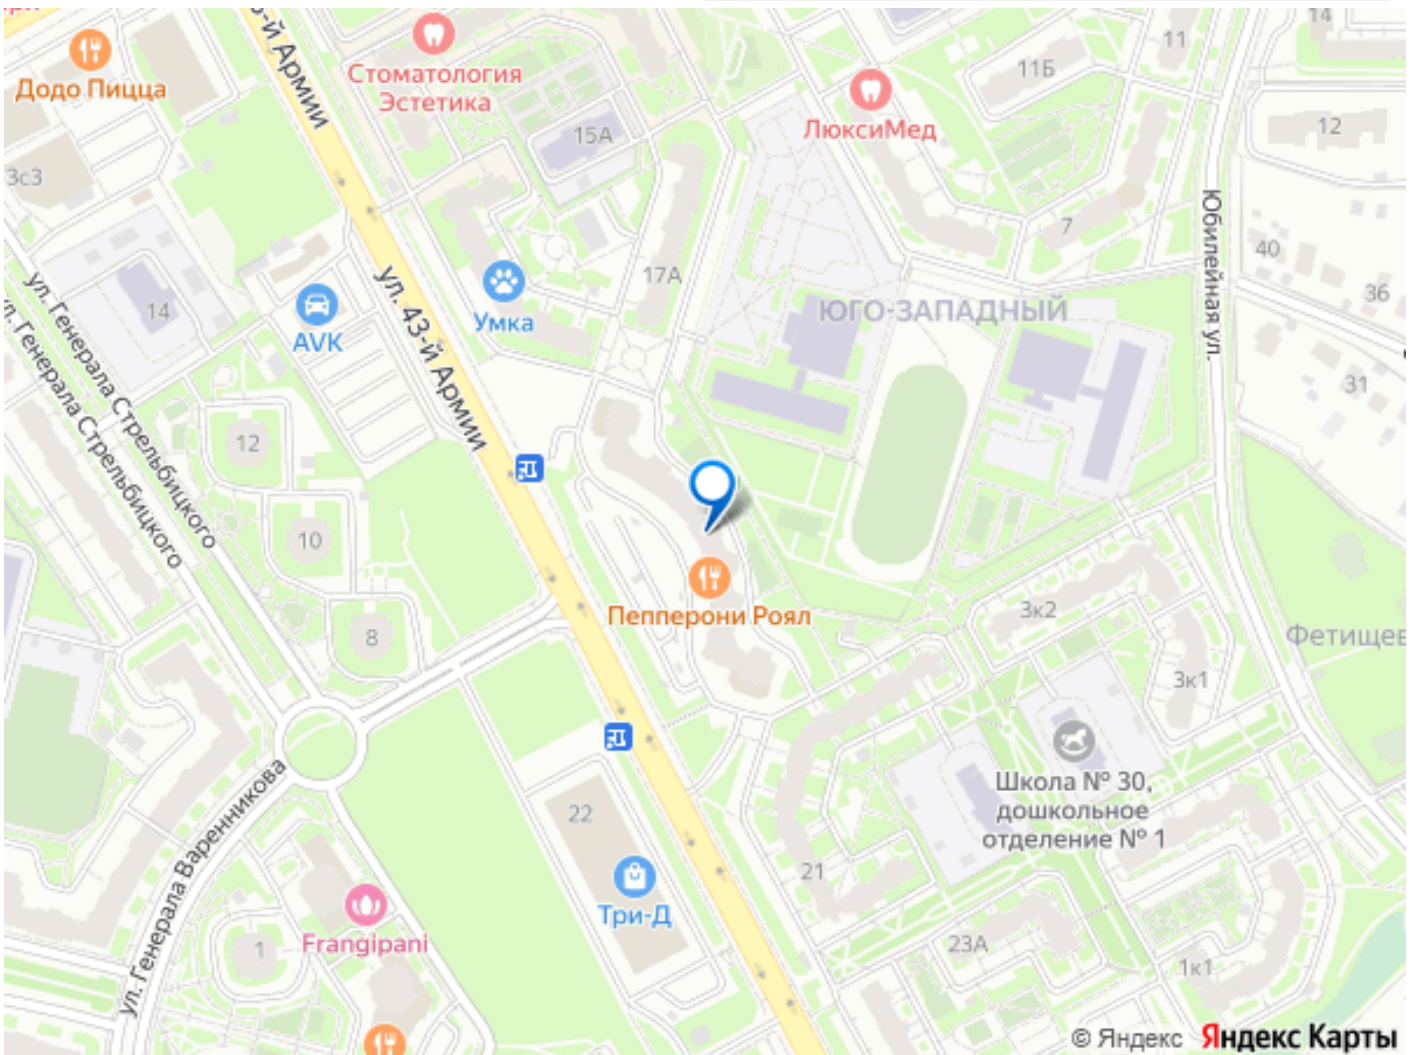 Додо Пицца
3с3
ул. 43-й Армии
Стоматология
Эстетика
15А
ЛюксиМед
11Б
11
14
12
7
Юбилейная ул.
40
36
31
17А
ЮГО-ЗАПАДНЫЙ
Умка
AVK
14
ул. Генерала Стрельбицкого
ул. Генерала Стрельбицкого
12
10
8
Пепперони Роял
3к2
3к1
Фетищев
Школа № 30,
дошкольное
отделение № 1
22
Три-Д
21
23А
1к1
ул. Генерала Варенникова
Frangipani
1
© Яндекс Яндекс Карты